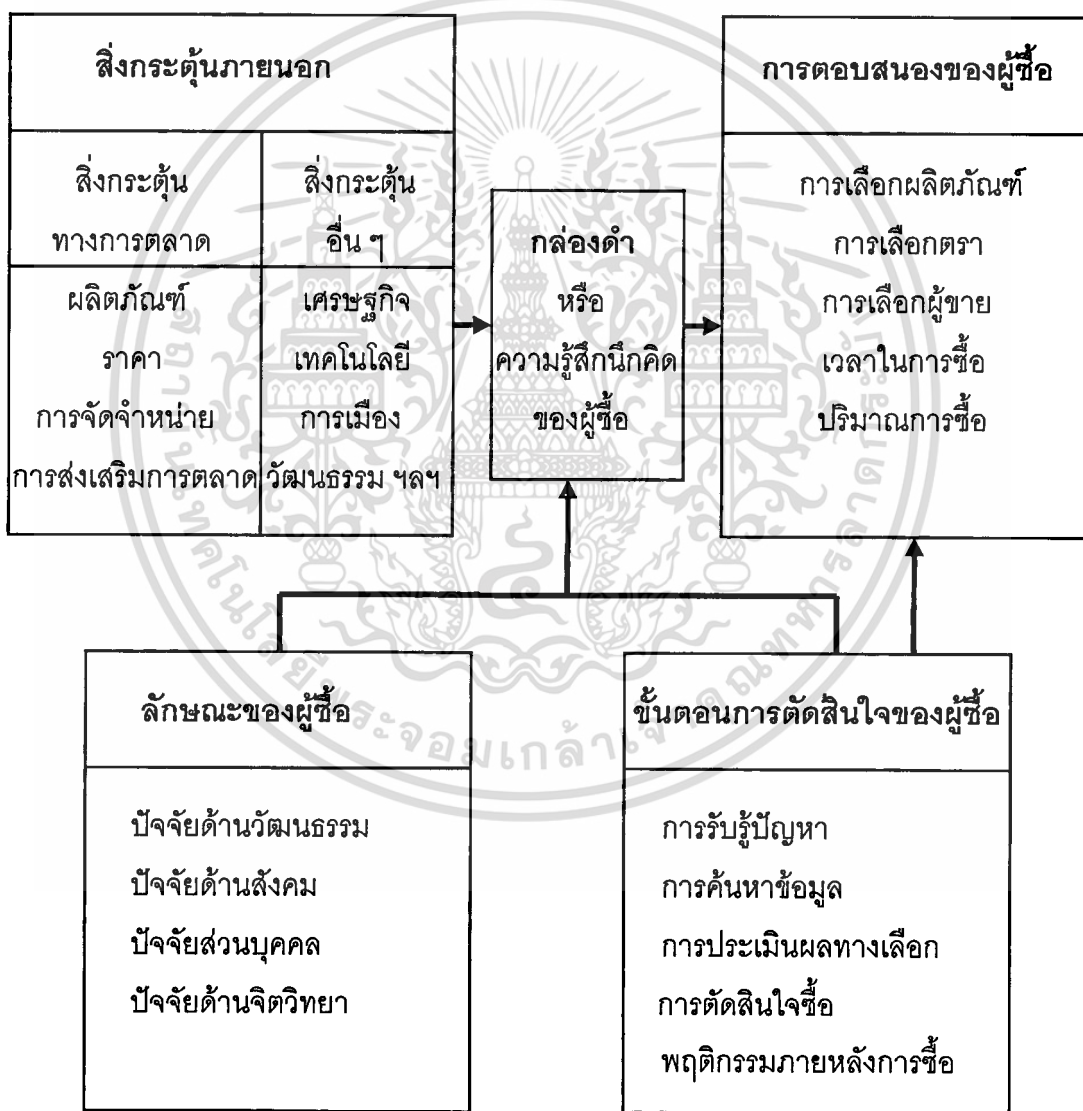 สิ่งกระตุ้นภายนอก
สิ่งกระตุ้น
ทางการตลาด
สิ่งกระตุ้น
อื่น ๆ
ผลิตภัณฑ์
ราคา
การจัดจำหน่าย
การส่งเสริมการตลาด
เศรษฐกิจ
เทคโนโลยี
การเมือง
วัฒนธรรม ฯลฯ
กล่องดำ
หรือ
ความรู้สึกนึกคิด
ของผู้ซื้อ
การตอบสนองของผู้ซื้อ
การเลือกผลิตภัณฑ์
การเลือกตรา
การเลือกผู้ขาย
เวลาในการซื้อ
ปริมาณการซื้อ
ลักษณะของผู้ซื้อ
ปัจจัยด้านวัฒนธรรม
ปัจจัยด้านสังคม
ปัจจัยส่วนบุคคล
ปัจจัยด้านจิตวิทยา
ขั้นตอนการตัดสินใจของผู้ซื้อ
การรับรู้ปัญหา
การค้นหาข้อมูล
การประเมินผลทางเลือก
การตัดสินใจซื้อ
พฤติกรรมภายหลังการซื้อ